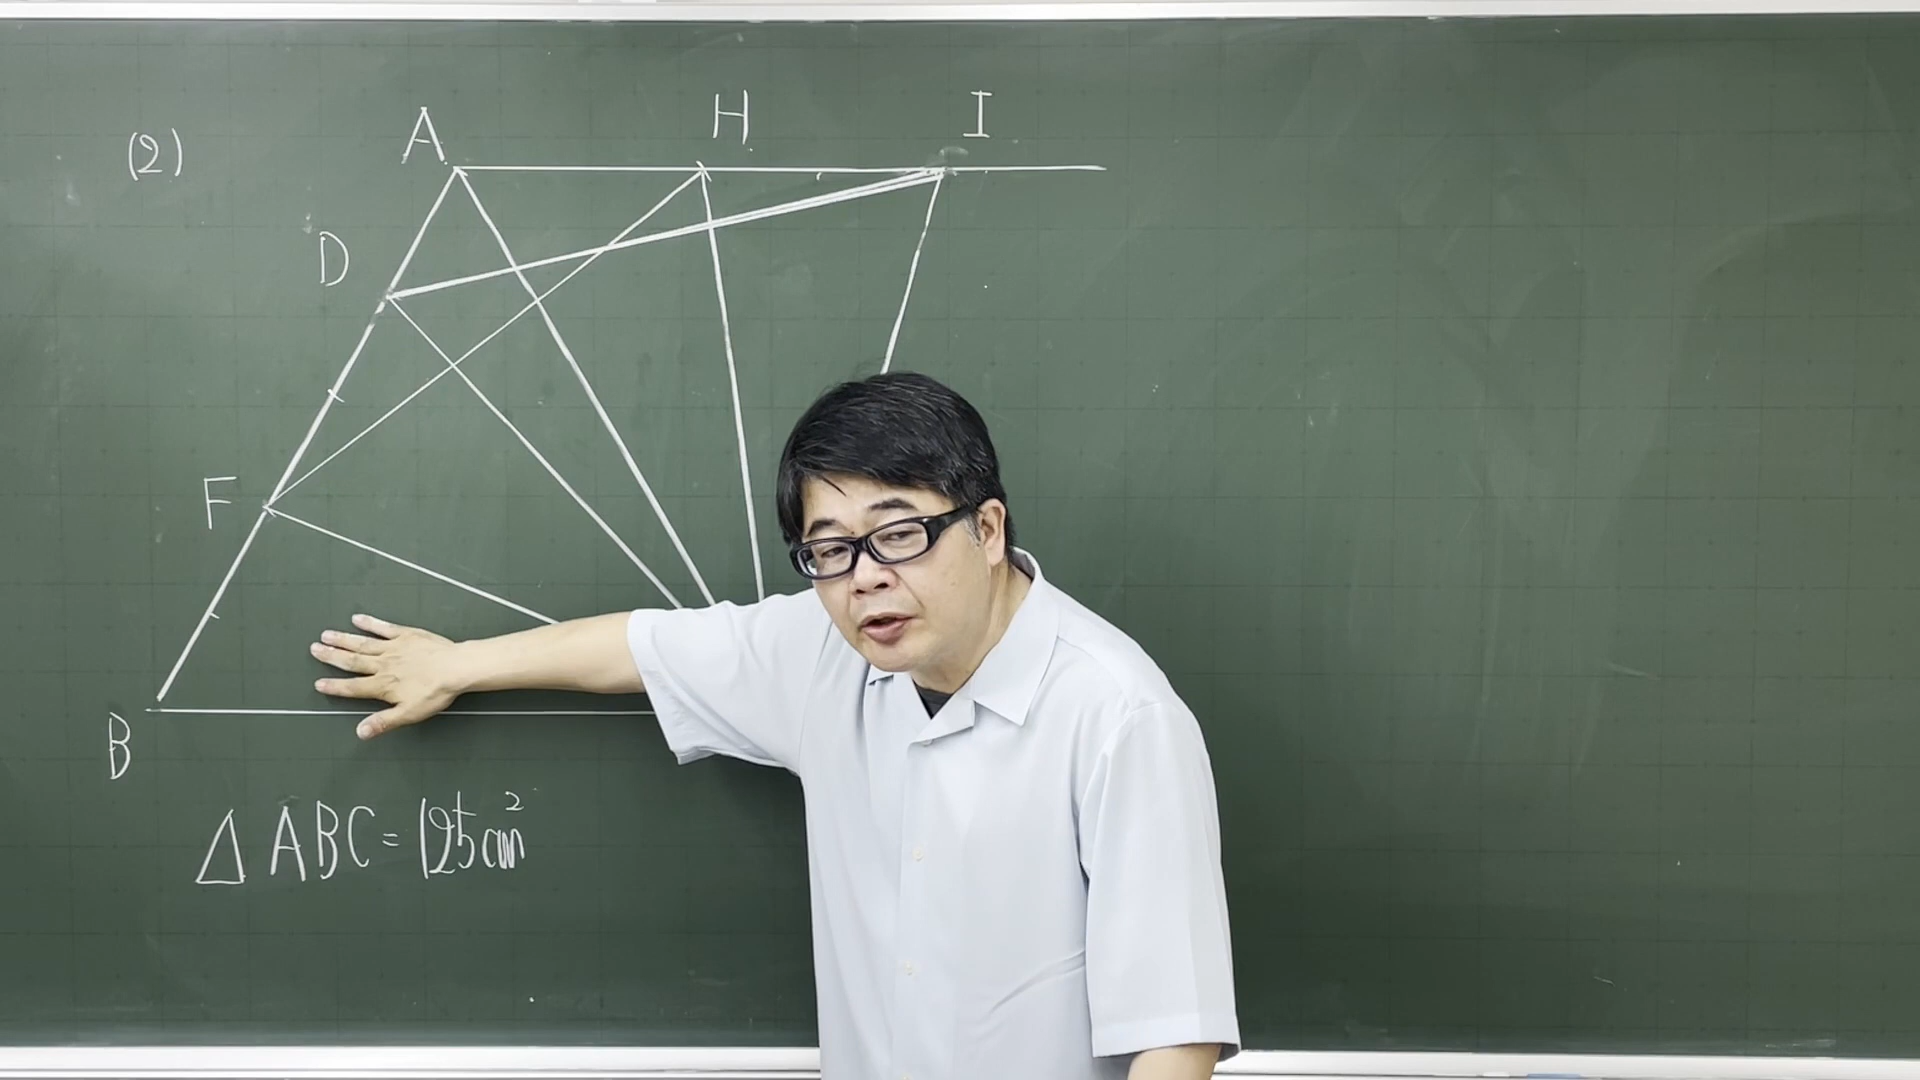 (2)
A H I
D
F
B
△ABC=125cm²